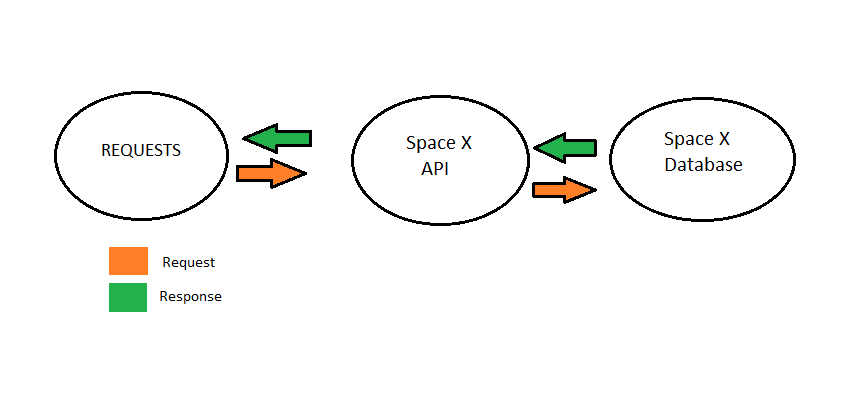 REQUESTS
Space X
API
Space X
Database
Request
Response